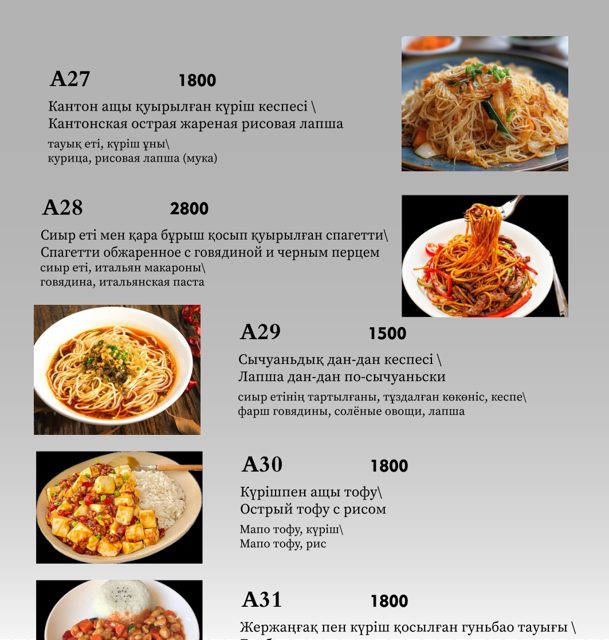 A27 1800
Кантон ащы қуырылған күріш кеспесі \
Кантонская острая жареная рисовая лапша
тауық еті, күріш ұны\
курица, рисовая лапша (мука)
A28 2800
Сиыр еті мен қара бұрыш қосып қуырылған спагетти\
Спагетти обжаренное с говядиной и черным перцем
сиыр еті, итальян макароны\
говядина, итальянская паста
A29 1500
Сычуаньдық дан-дан кеспесі \
Лапша дан-дан по-сычуаньски
сиыр етінің тартылғаны, тұздалған көкөніс, кеспе\
фарш говядины, солёные овощи, лапша
A30 1800
Күрішпен ащы тофу\
Острый тофу с рисом
Мапо тофу, күріш\
Мапо тофу, рис
A31 1800
Жержаңғақ пен күріш қосылған гуньбао тауығы \